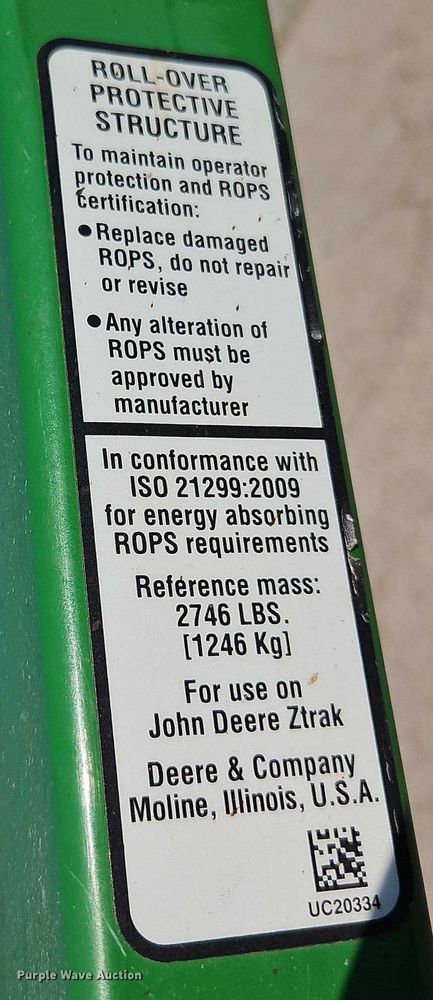 ROLL-OVER
PROTECTIVE
STRUCTURE
To maintain operator
protection and ROPS
certification:
● Replace damaged
ROPS, do not repair
or revise
● Any alteration of
ROPS must be
approved by
manufacturer
In conformance with
ISO 21299:2009
for energy absorbing
ROPS requirements
Reference mass:
2746 LBS.
[1246 Kg]
For use on
John Deere Ztrak
Deere & Company
Moline, Illinois, U.S.A.
UC20334
Purple Wave Auction